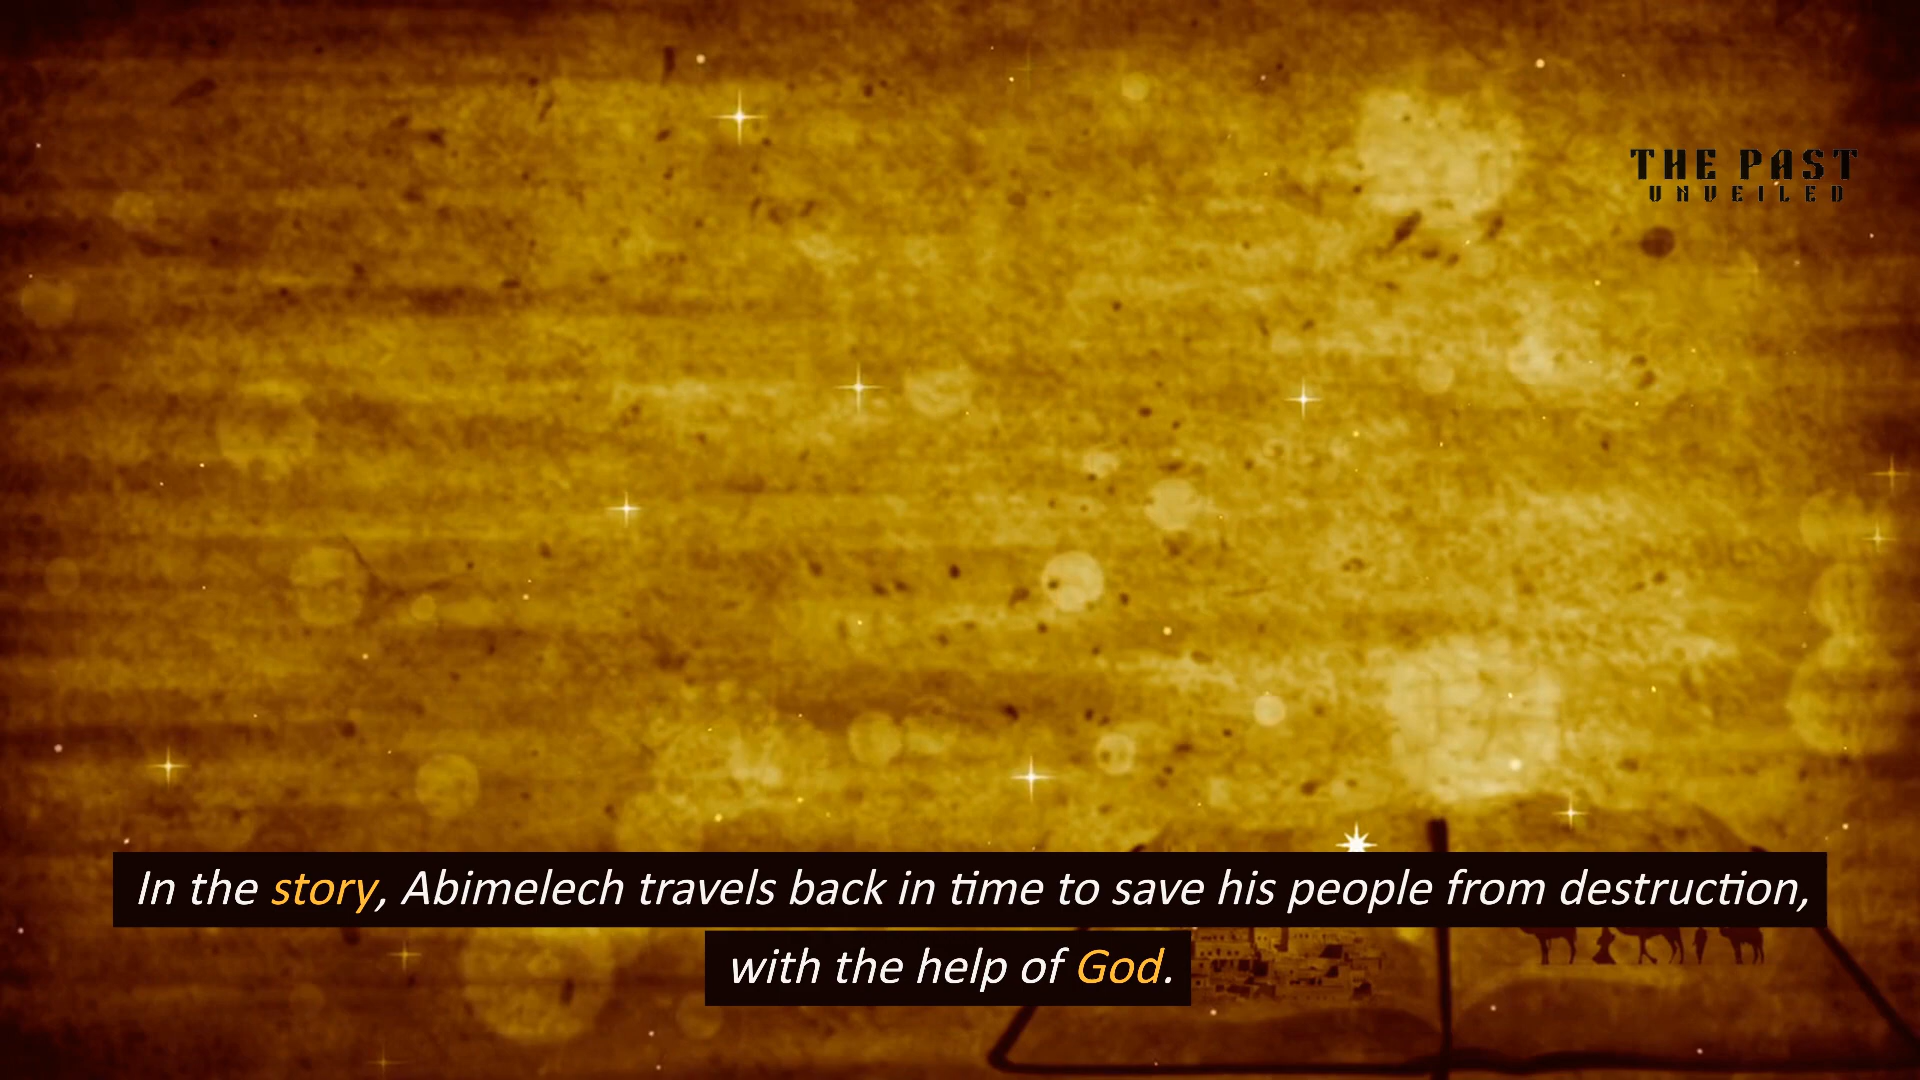 THE PAST
UNVEILED
In the story, Abimelech travels back in time to save his people from destruction,
with the help of God.